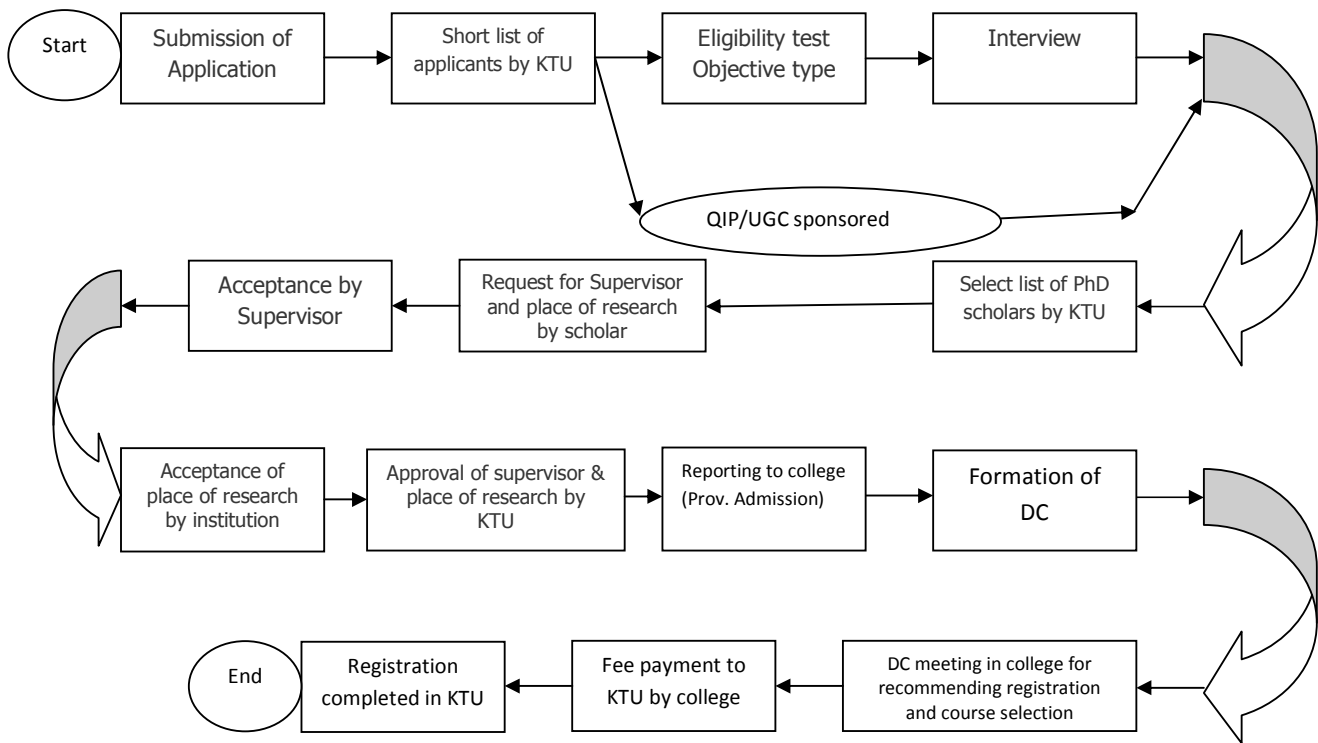 Start
Submission of
Application
Short list of
applicants by KTU
Eligibility test
Objective type
Interview
QIP/UGC sponsored
Select list of PhD
scholars by KTU
Request for Supervisor
and place of research
by scholar
Acceptance by
Supervisor
Acceptance of
place of research
by institution
Approval of supervisor &
place of research by
KTU
Reporting to college
(Prov. Admission)
Formation of
DC
DC meeting in college for
recommending registration
and course selection
Fee payment to
KTU by college
Registration
completed in KTU
End